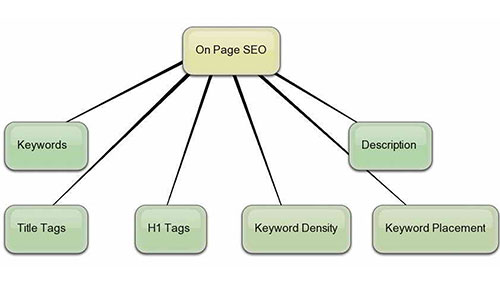 On Page SEO
Keywords
Description
Title Tags
H1 Tags
Keyword Density
Keyword Placement